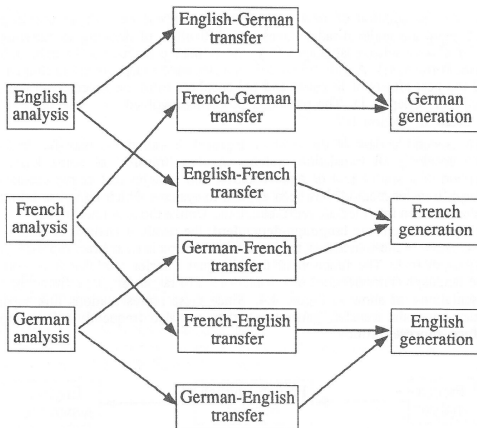 English-German
transfer
English
analysis
French-German
transfer
German
generation
English-French
transfer
French
analysis
French
generation
German-French
transfer
German
analysis
French-English
transfer
English
generation
German-English
transfer